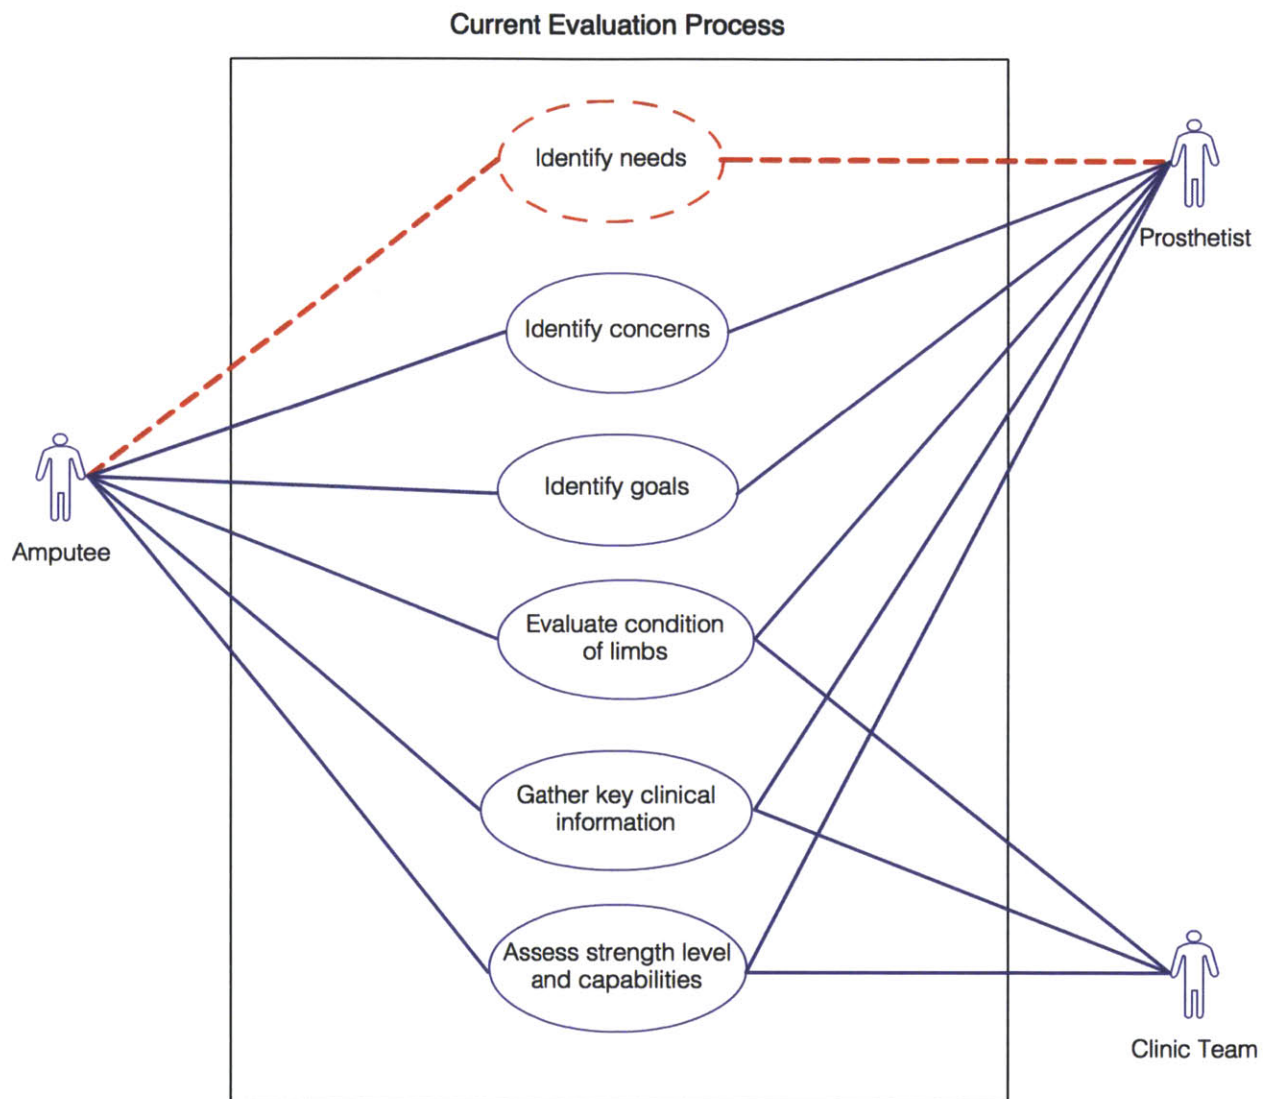 Current Evaluation Process
Identify needs
Prosthetist
Identify concerns
Identify goals
Amputee
Evaluate condition
of limbs
Gather key clinical
information
Assess strength level
and capabilities
Clinic Team